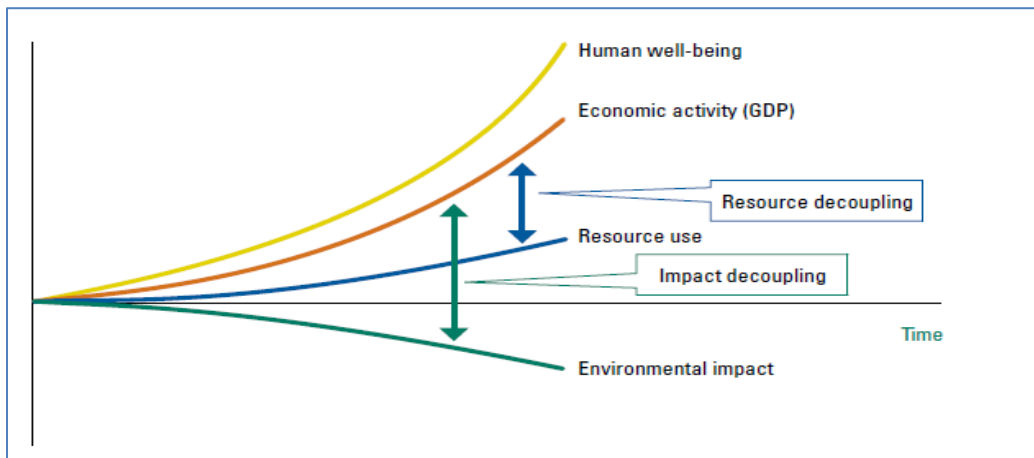 Human well-being
Economic activity (GDP)
Resource decoupling
Resource use
Impact decoupling
Time
Environmental impact